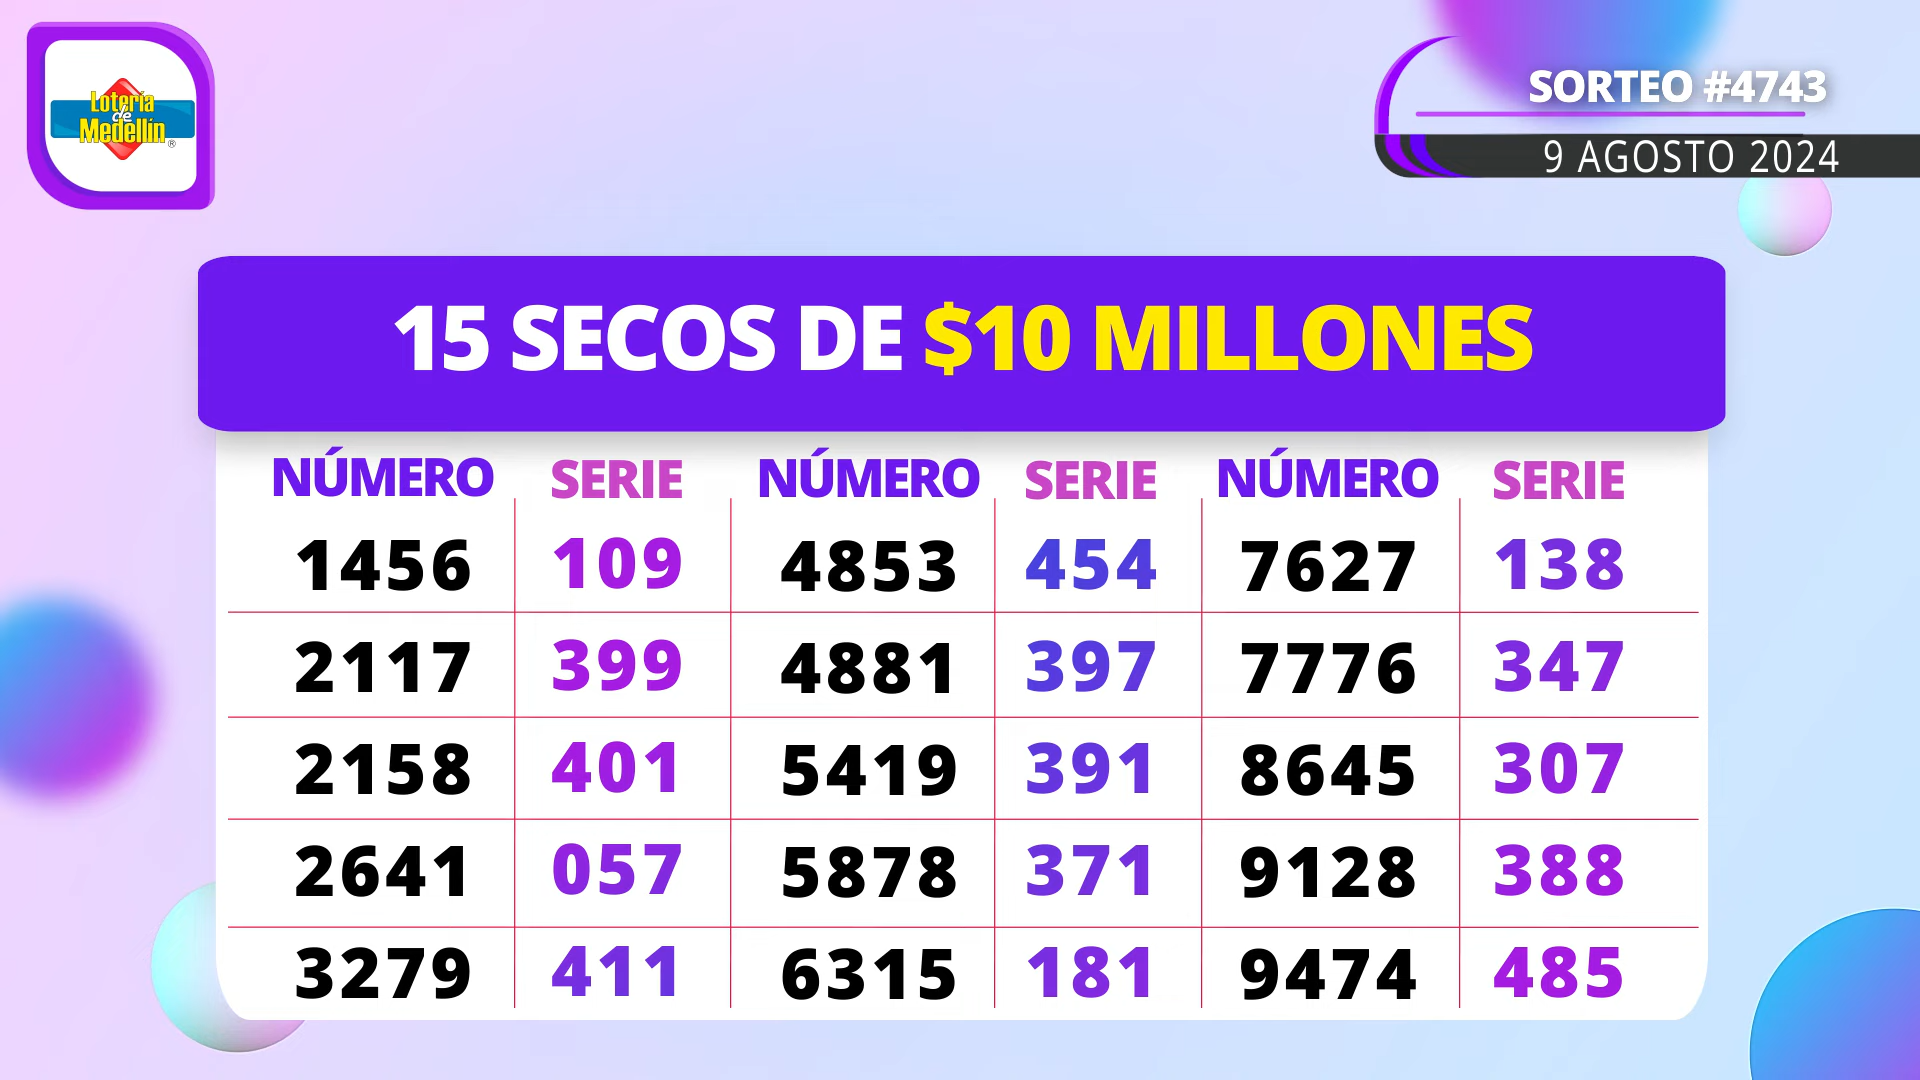 Lotería
de
Medellín®
SORTEO #4743
9 AGOSTO 2024
15 SECOS DE $10 MILLONES
NÚMERO SERIE NÚMERO SERIE NÚMERO SERIE
1456 109 4853 454 7627 138
2117 399 4881 397 7776 347
2158 401 5419 391 8645 307
2641 057 5878 371 9128 388
3279 411 6315 181 9474 485